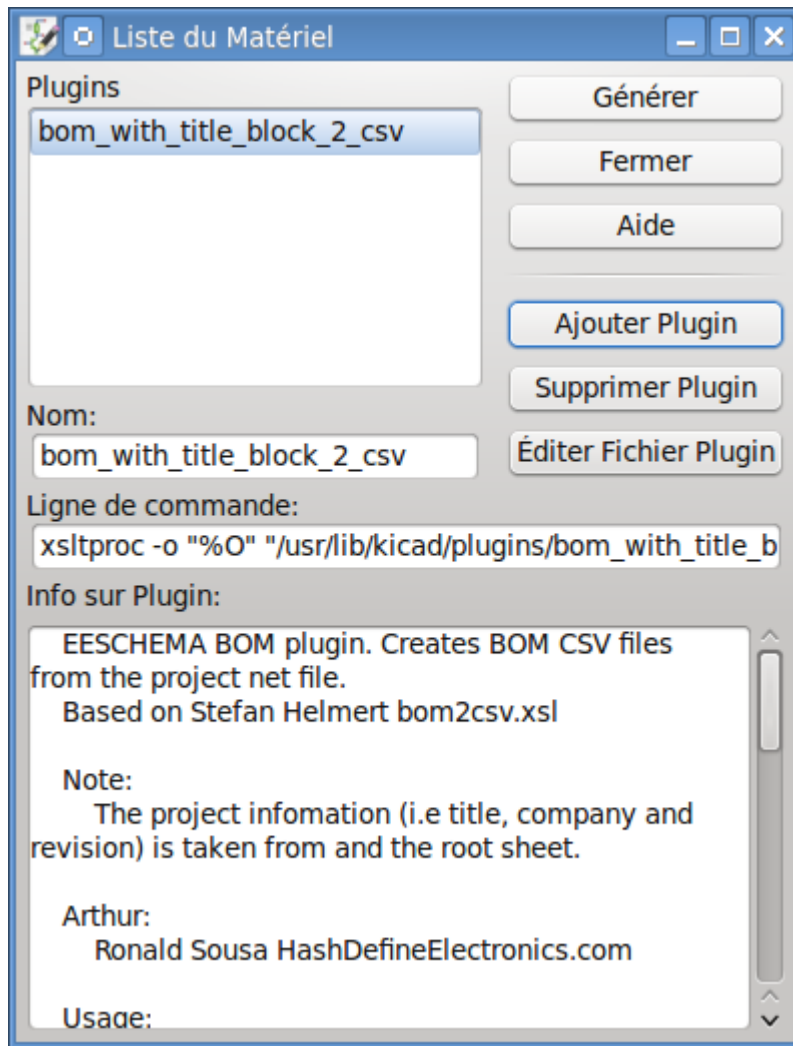 Liste du Matériel
Plugins
bom_with_title_block_2_csv
Générer
Fermer
Aide
Ajouter Plugin
Supprimer Plugin
Éditer Fichier Plugin
Nom:
bom_with_title_block_2_csv
Ligne de commande:
xsltproc -o "%O" "/usr/lib/kicad/plugins/bom_with_title_b
Info sur Plugin:
EESCHEMA BOM plugin. Creates BOM CSV files
from the project net file.
Based on Stefan Helmert bom2csv.xsl
Note:
The project infomation (i.e title, company and
revision) is taken from and the root sheet.
Arthur:
Ronald Sousa HashDefineElectronics.com
Usage: